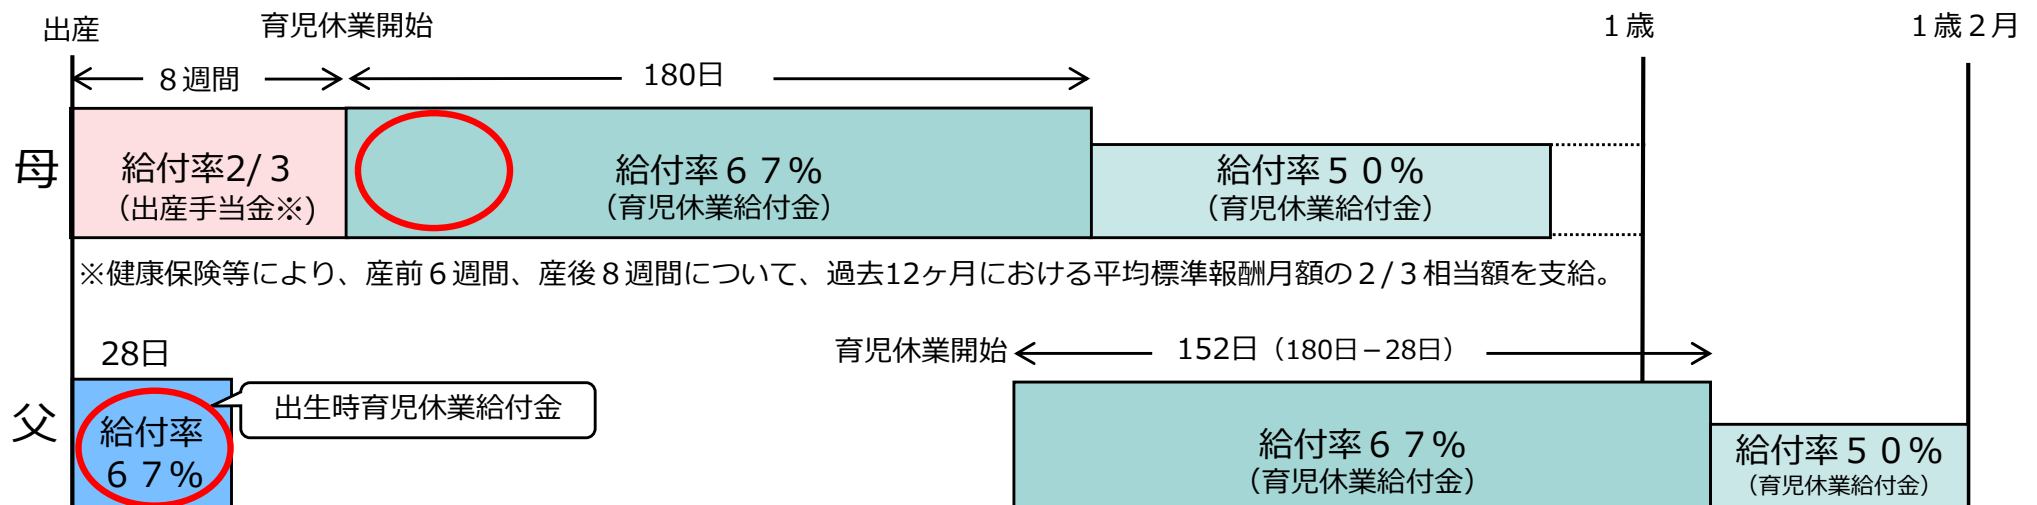 出産
育児休業開始
１歳
１歳２月
８週間
180日
母
給付率2/３
（出産手当金※)
給付率６７%
（育児休業給付金）
給付率５０%
（育児休業給付金）
※健康保険等により、産前６週間、産後８週間について、過去12ヶ月における平均標準報酬月額の２/３相当額を支給。
28日
育児休業開始
152日（180日－28日）
父
給付率
６７%
出生時育児休業給付金
給付率６７%
（育児休業給付金）
給付率５０%
（育児休業給付金）